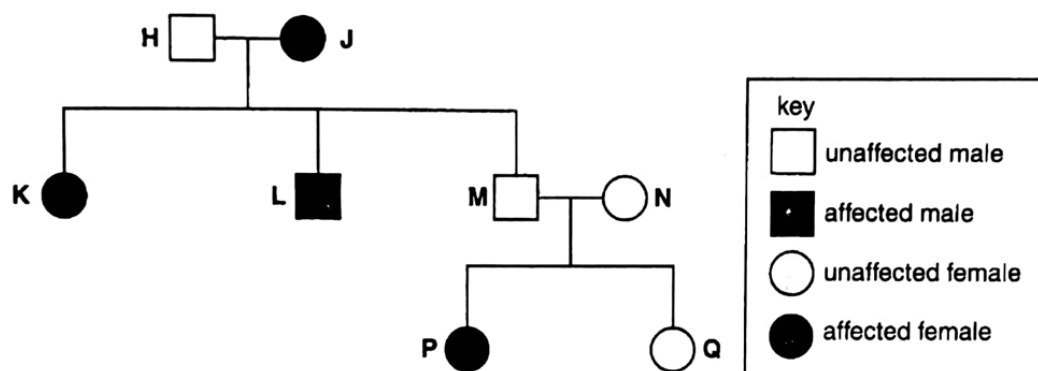 H J
key
unaffected male
K L M N
affected male
unaffected female
P Q
affected female